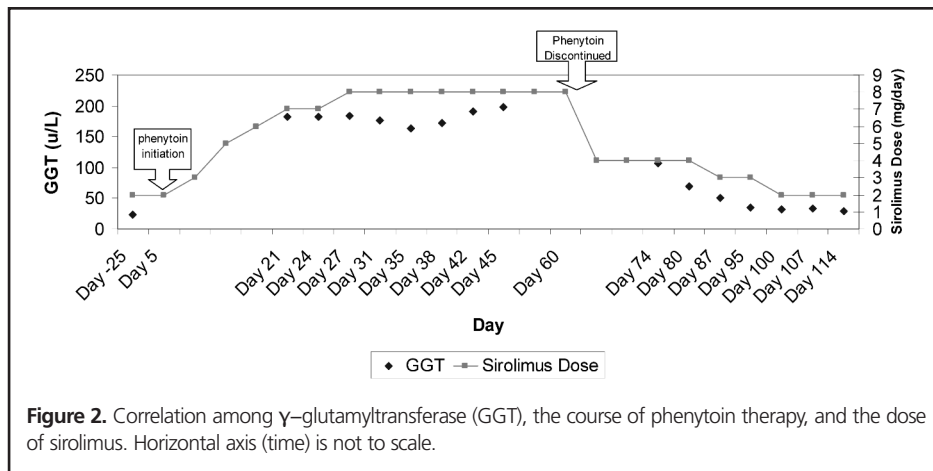 Phenytoin
Discontinued
phenytoin
initiation
GGT (u/L)
250
200
150
100
50
0
9
8
7
6
5
4
3
2
1
0
Sirolimus Dose (mg/day)
Day -25
Day 5
Day 21
Day 24
Day 27
Day 31
Day 35
Day 38
Day 42
Day 45
Day 60
Day 74
Day 80
Day 87
Day 95
Day 100
Day 107
Day 114
Day
GGT
Sirolimus Dose
Figure 2. Correlation among γ–glutamyltransferase (GGT), the course of phenytoin therapy, and the dose
of sirolimus. Horizontal axis (time) is not to scale.